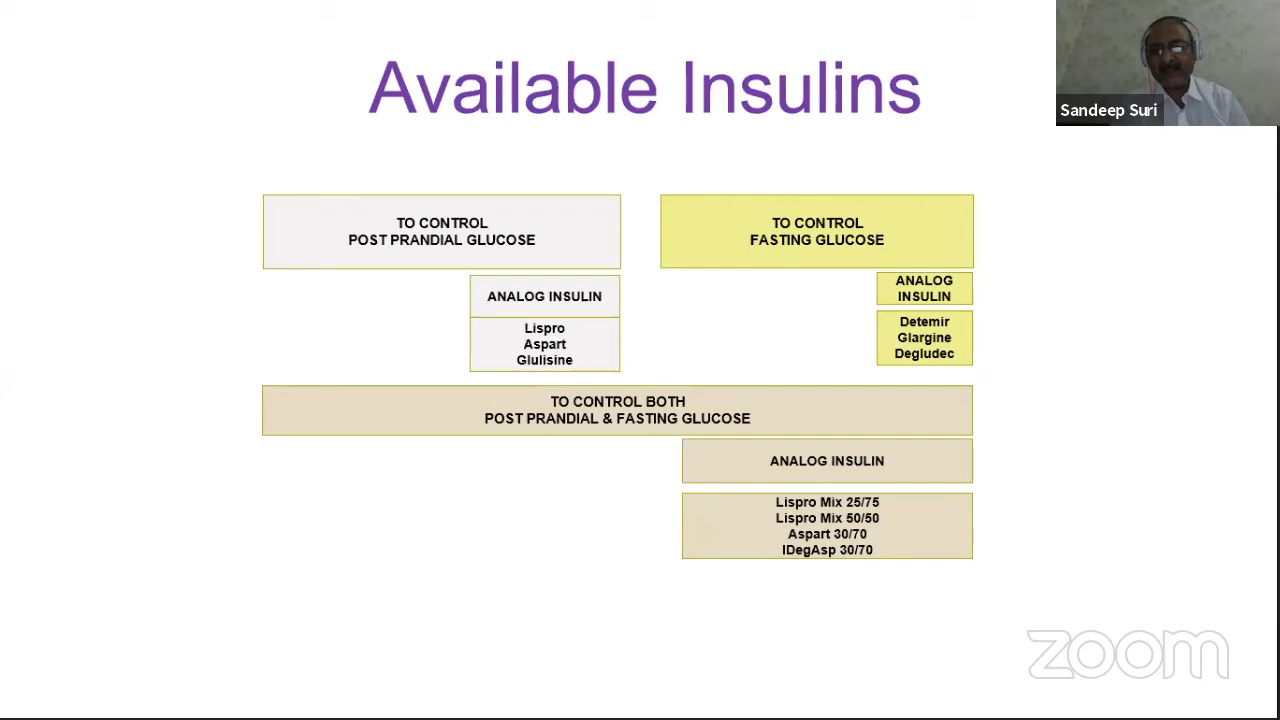 Available Insulins
Sandeep Suri
TO CONTROL
POST PRANDIAL GLUCOSE
TO CONTROL
FASTING GLUCOSE
ANALOG INSULIN
Lispro
Aspart
Glulisine
ANALOG
INSULIN
Detemir
Glargine
Degludec
TO CONTROL BOTH
POST PRANDIAL & FASTING GLUCOSE
ANALOG INSULIN
Lispro Mix 25/75
Lispro Mix 50/50
Aspart 30/70
IDegAsp 30/70
zoom